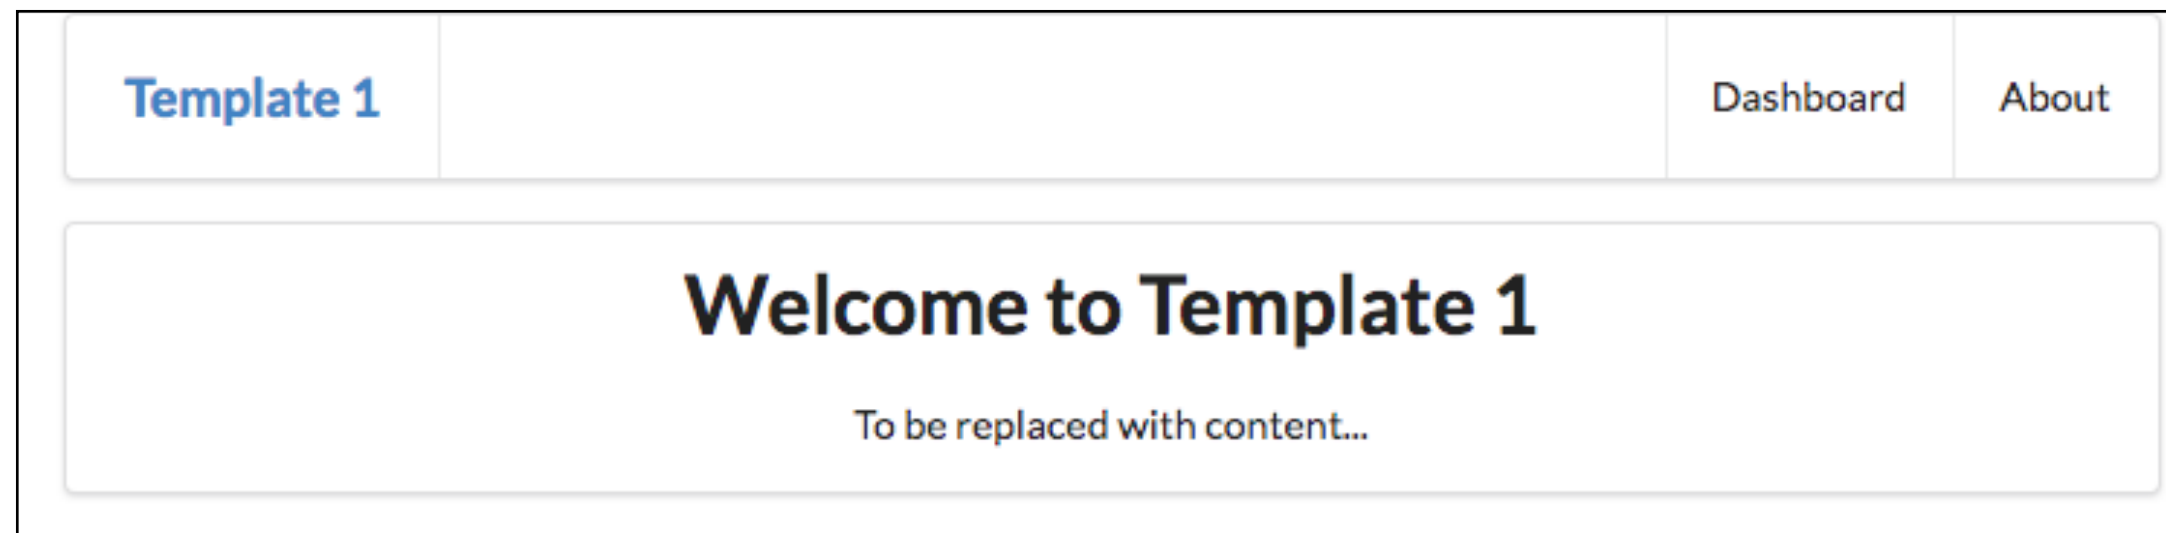 Template 1
Dashboard
About
Welcome to Template 1
To be replaced with content...